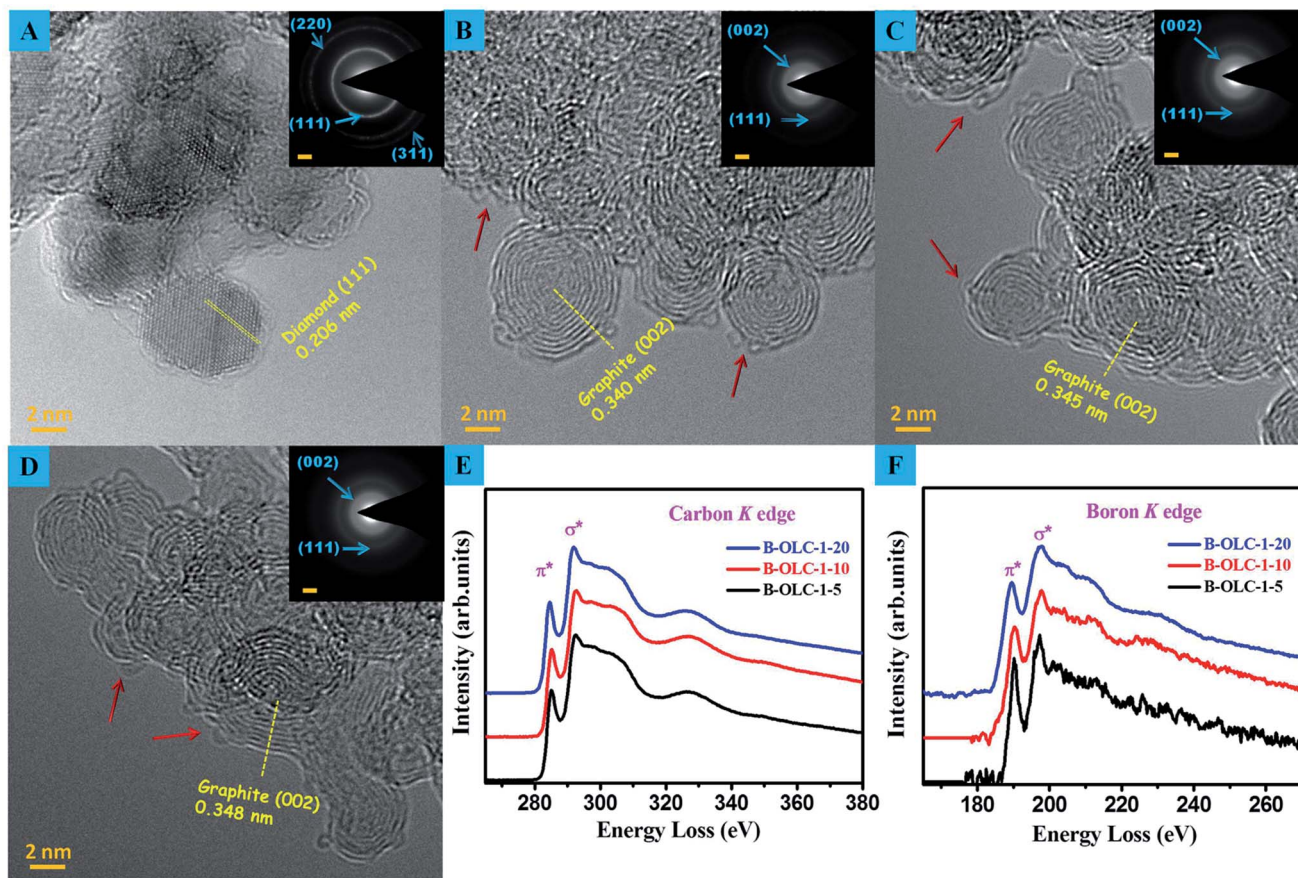 A
(220)
(111)
(311)
Diamond (111)
0.206 nm
2 nm
B
(002)
(111)
Graphite (002)
0.340 nm
2 nm
C
(002)
(111)
Graphite (002)
0.345 nm
2 nm
D
(002)
(111)
Graphite (002)
0.348 nm
2 nm
E
Carbon K edge
σ*
π*
B-OLC-1-20
B-OLC-1-10
B-OLC-1-5
Intensity (arb.units)
280 300 320 340 360 380
Energy Loss (eV)
F
Boron K edge
σ*
π*
B-OLC-1-20
B-OLC-1-10
B-OLC-1-5
Intensity (arb.units)
180 200 220 240 260
Energy Loss (eV)